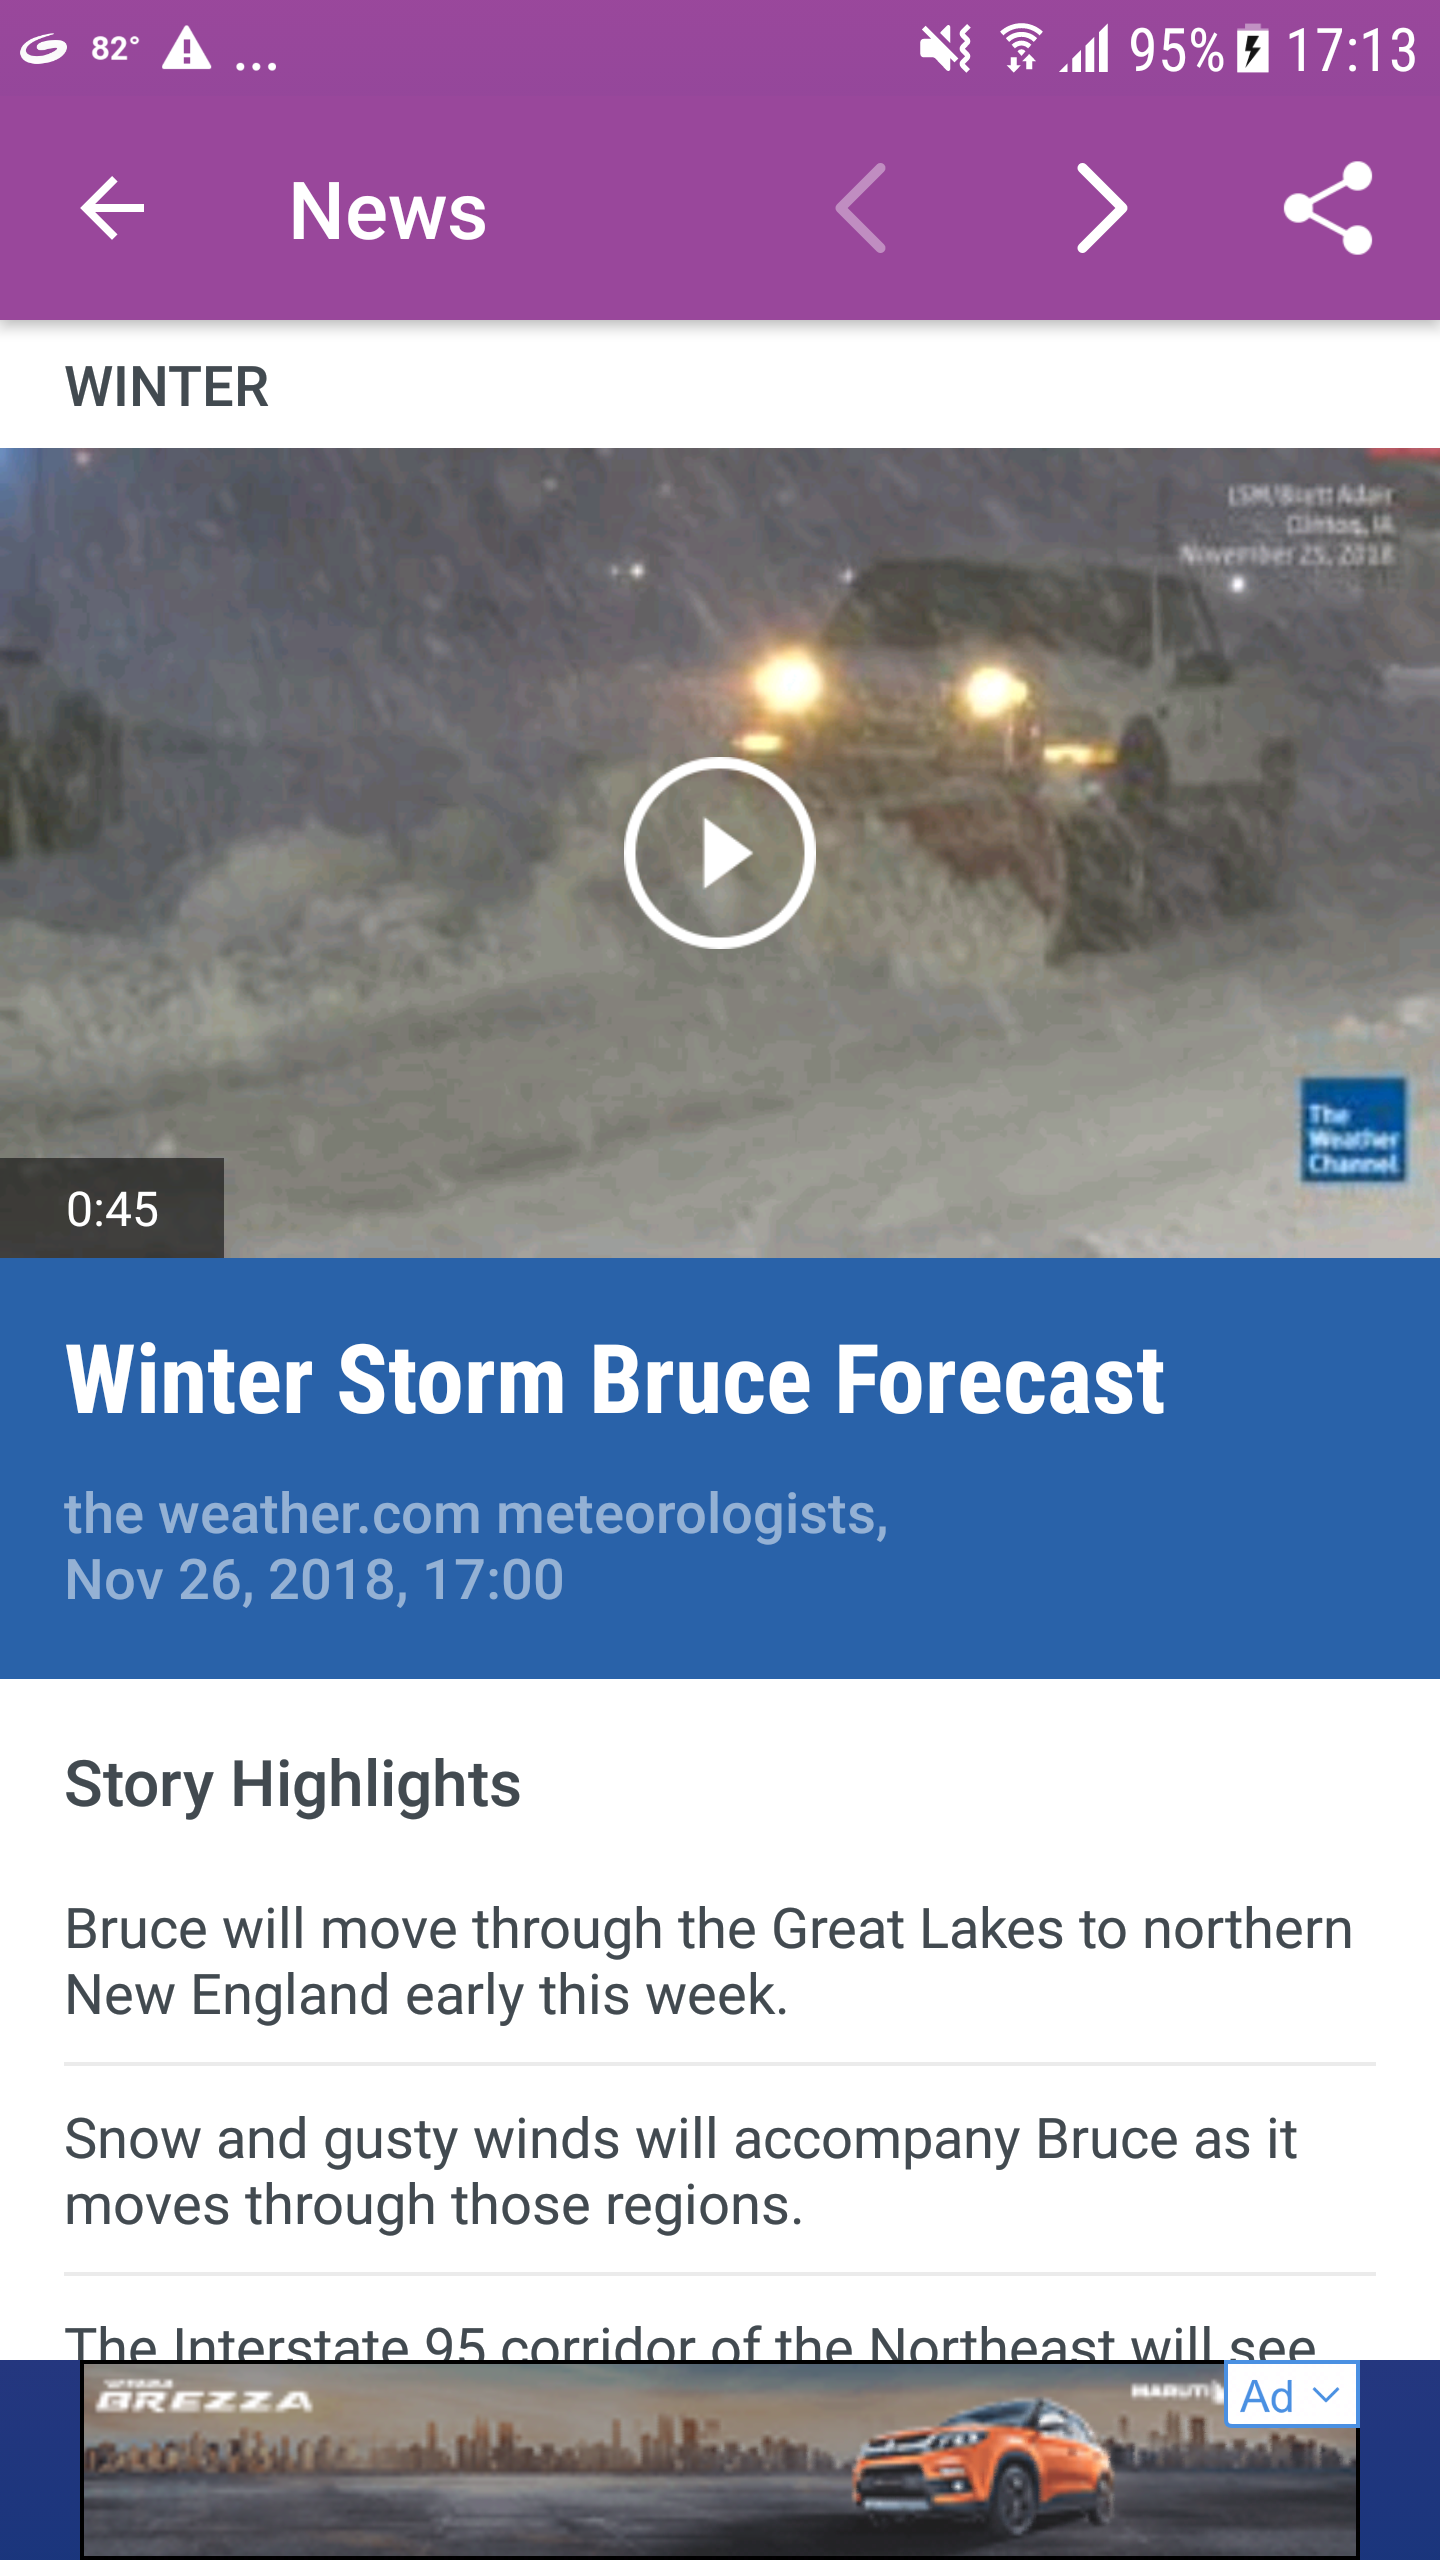 82°
...
95%
17:13
News
WINTER
LSM/Brett Adair
Clinton, IA
November 25, 2018
The
Weather
Channel
0:45
Winter Storm Bruce Forecast
the weather.com meteorologists,
Nov 26, 2018, 17:00
Story Highlights
Bruce will move through the Great Lakes to northern
New England early this week.
Snow and gusty winds will accompany Bruce as it
moves through those regions.
The Interstate 95 corridor of the Northeast will see
BREZZA
Ad